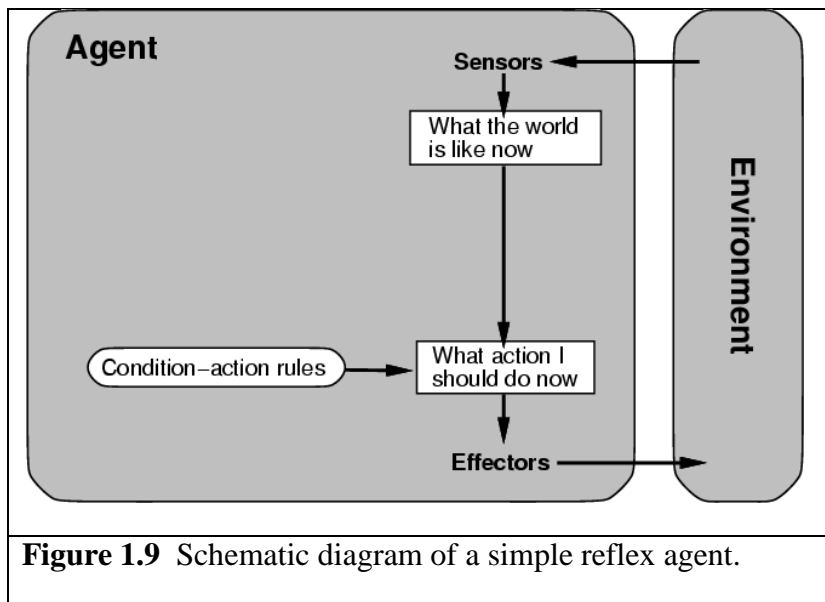 Agent
Sensors
What the world
is like now
Environment
Condition–action rules
What action I
should do now
Effectors
Figure 1.9 Schematic diagram of a simple reflex agent.